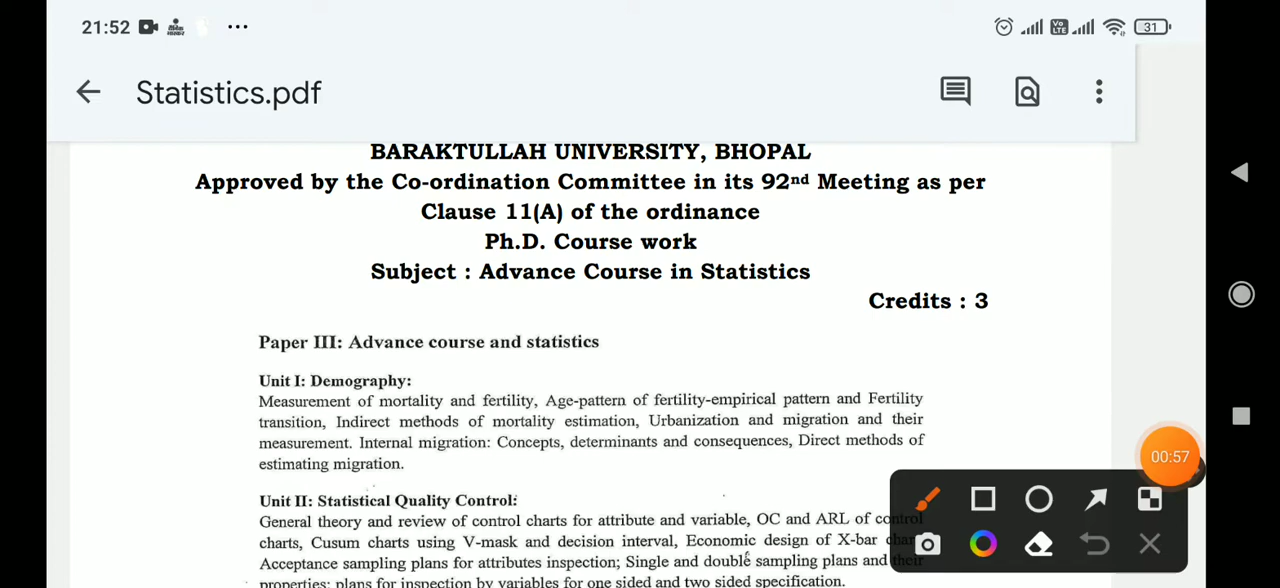 21:52 ...
Vo LTE 31
Statistics.pdf
BARAKTULLAH UNIVERSITY, BHOPAL
Approved by the Co-ordination Committee in its 92nd Meeting as per
Clause 11(A) of the ordinance
Ph.D. Course work
Subject : Advance Course in Statistics
Credits : 3
Paper III: Advance course and statistics
Unit I: Demography:
Measurement of mortality and fertility, Age-pattern of fertility-empirical pattern and Fertility
transition, Indirect methods of mortality estimation, Urbanization and migration and their
measurement. Internal migration: Concepts, determinants and consequences, Direct methods of
estimating migration.
00:57
Unit II: Statistical Quality Control:
General theory and review of control charts for attribute and variable, OC and ARL of control
charts, Cusum charts using V-mask and decision interval, Economic design of X-bar chart
Acceptance sampling plans for attributes inspection; Single and double sampling plans and their
properties; plans for inspection by variables for one sided and two sided specification.